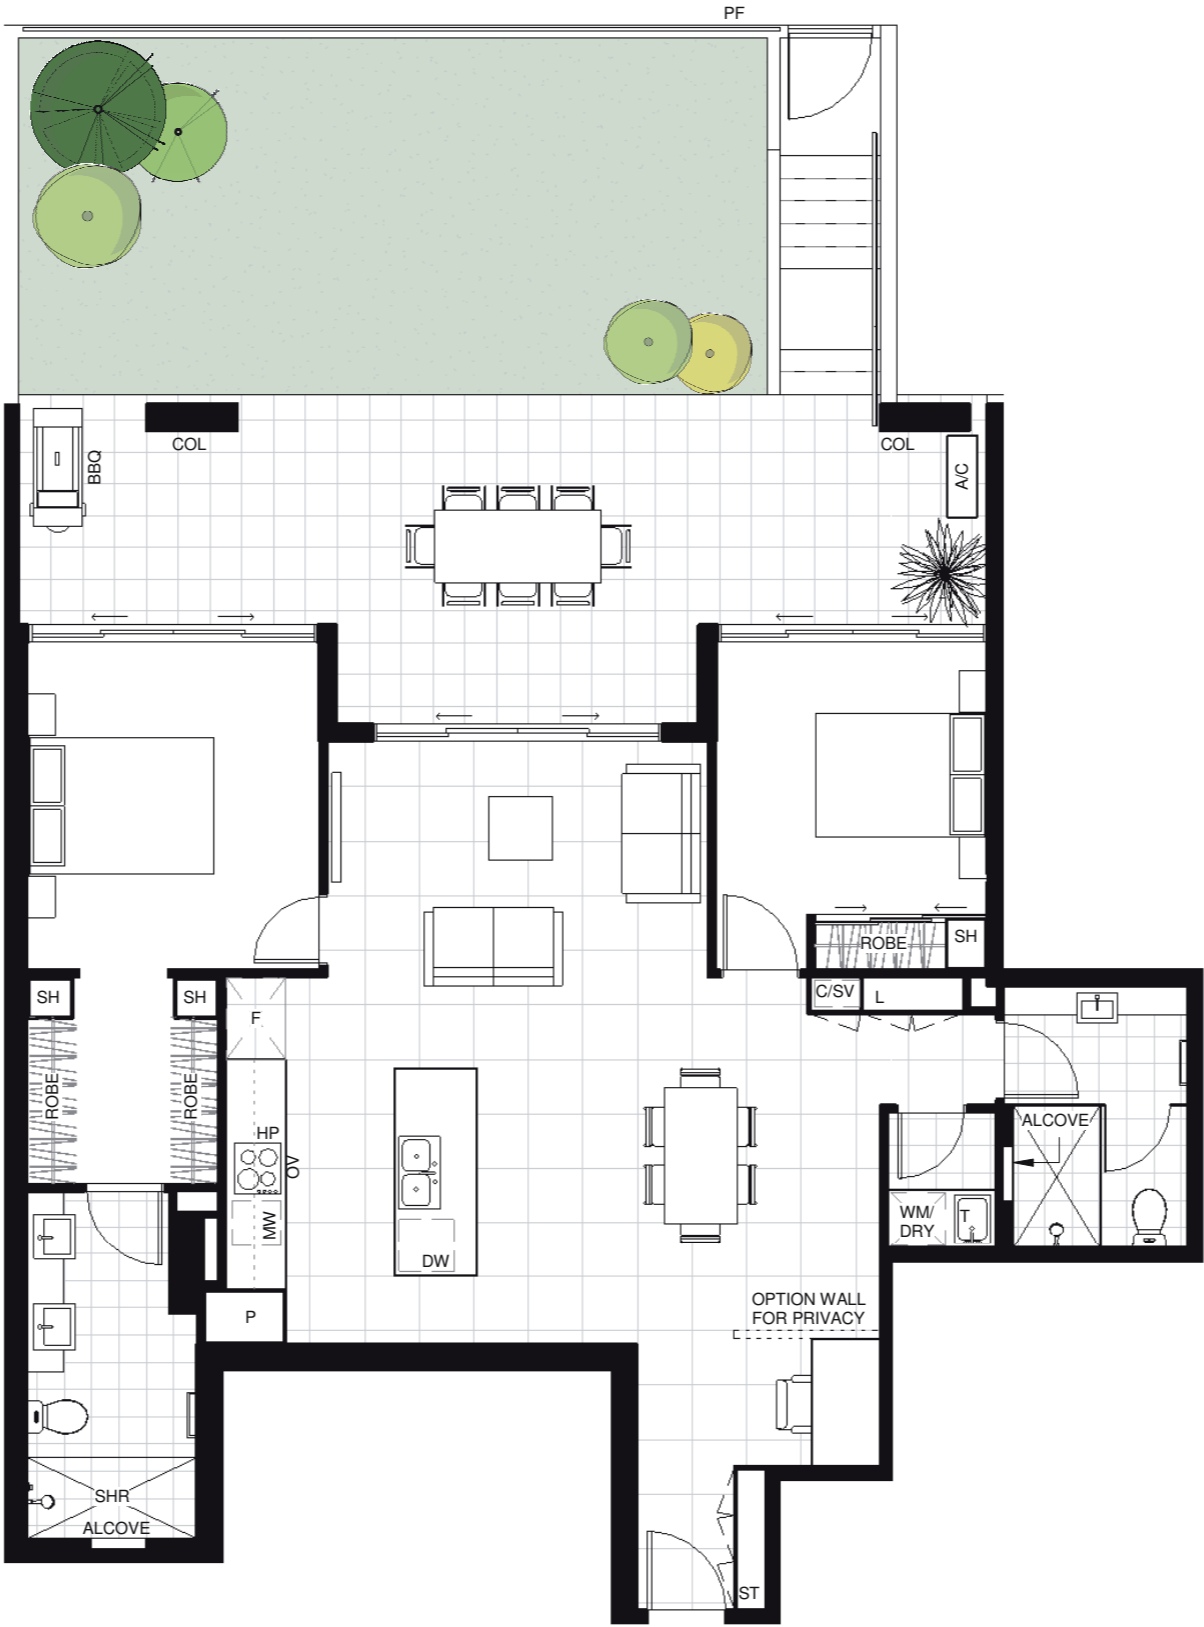 PF
COL
COL
BBQ
A/C
ROBE
SH
SH
SH
C/SV
L
F
ROBE
ROBE
HP
OV
ALCOVE
MW
WM/
DRY
T
DW
OPTION WALL
FOR PRIVACY
P
SHR
ALCOVE
ST